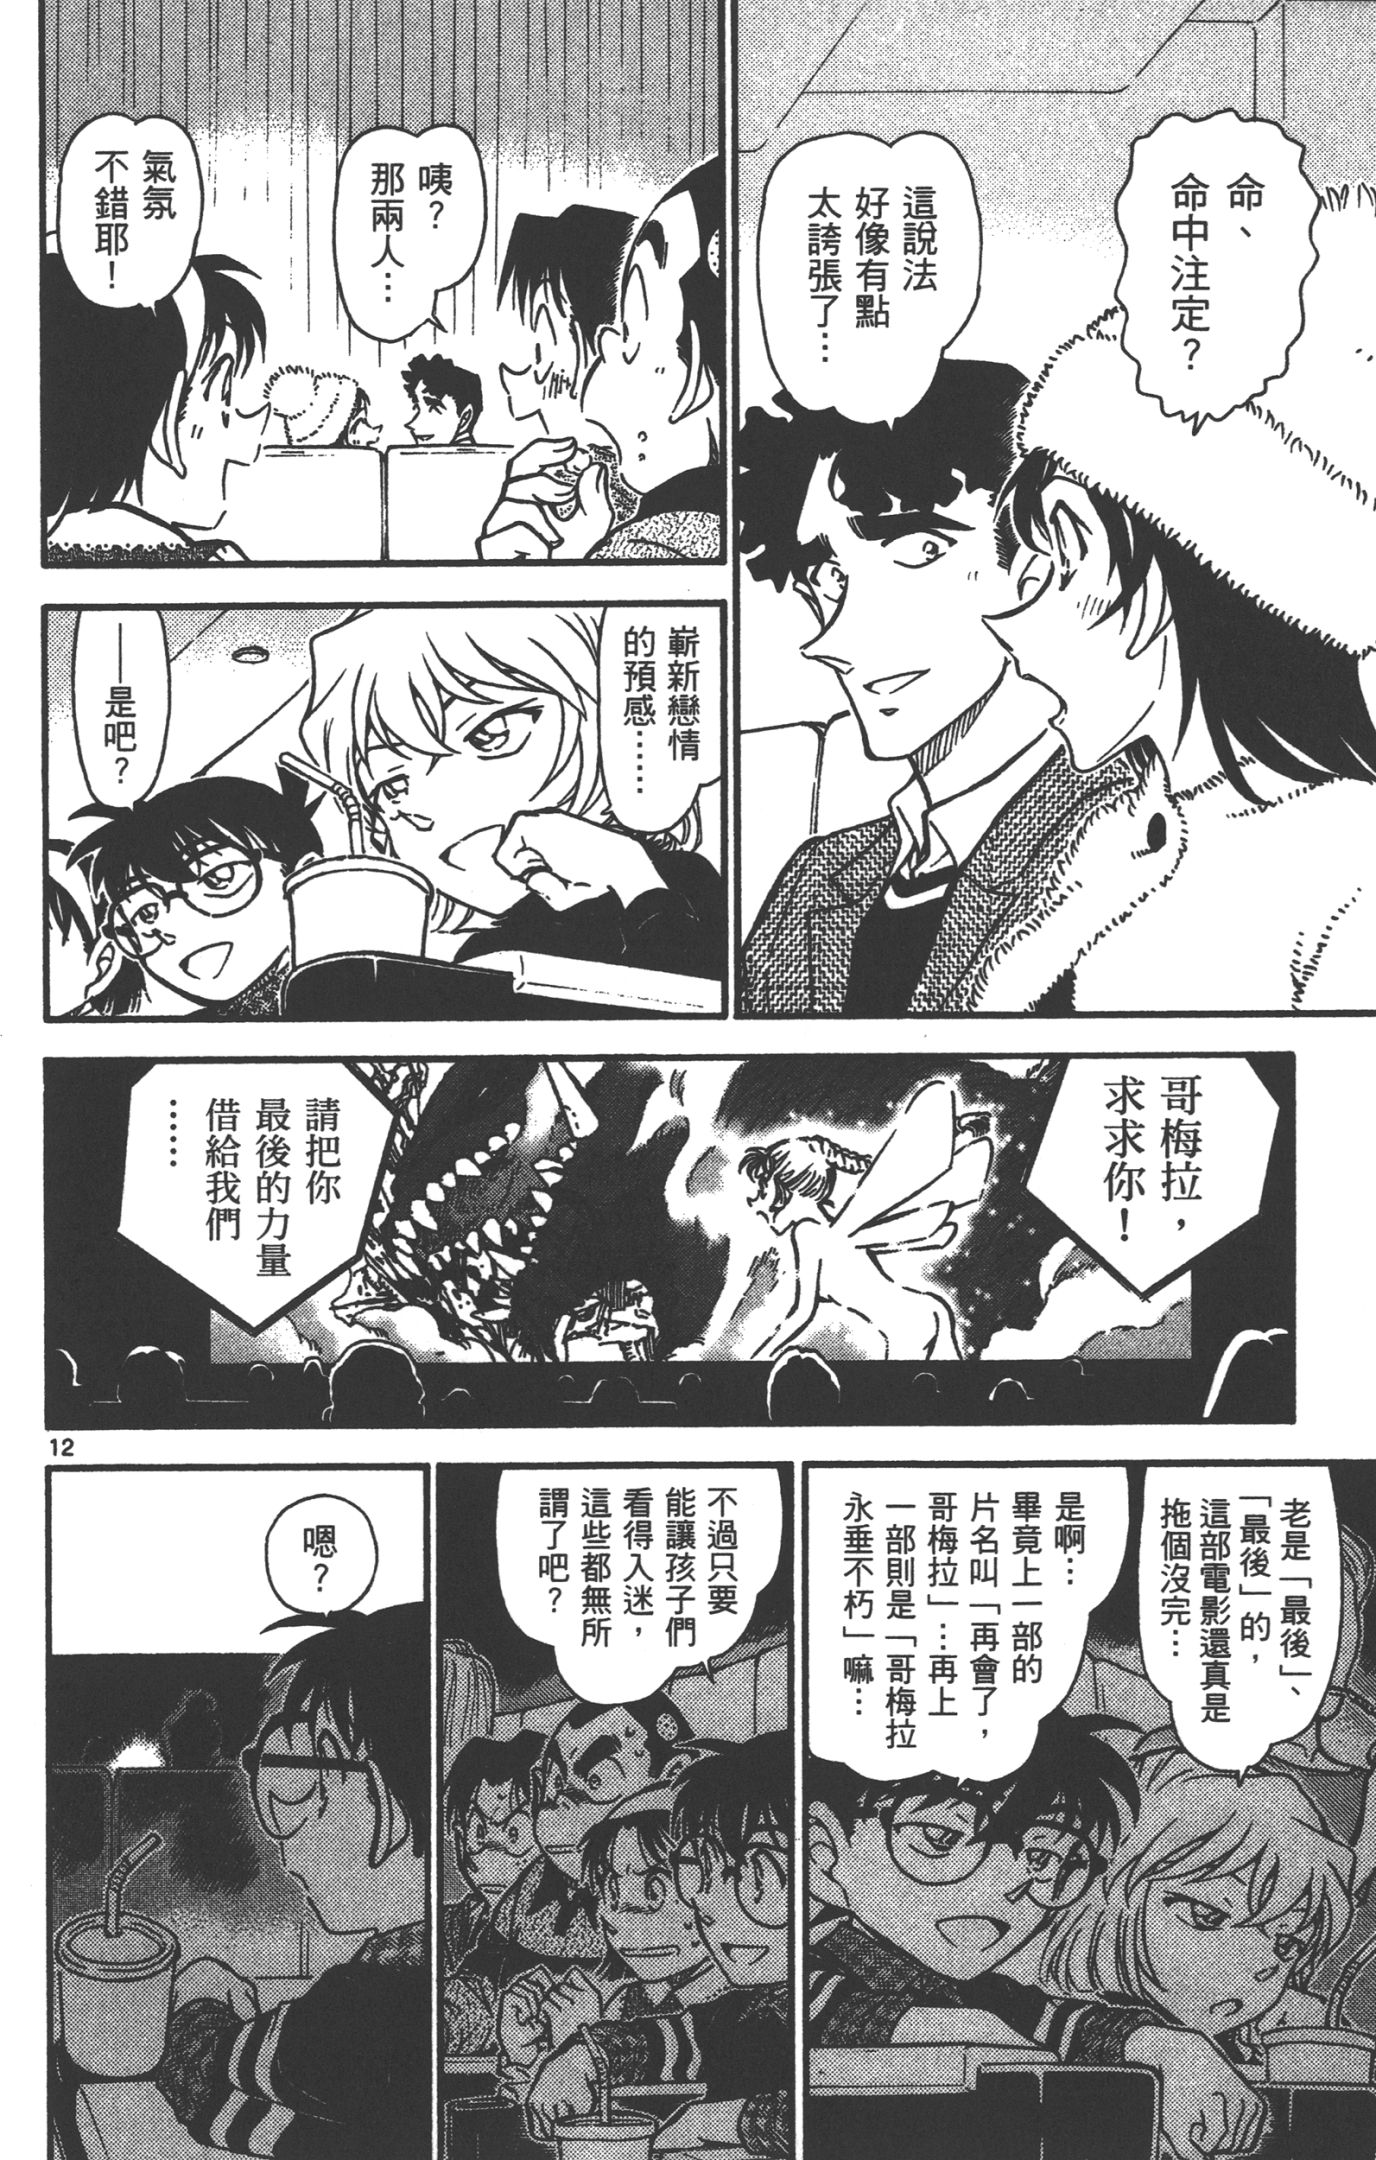 命、
命中注定？
這說法
好像有點
太誇張了…
咦？
那兩人…
氣氛
不錯耶！
嶄新戀情
的預感……
──是吧？
哥梅拉，
求求你！
請把你
最後的力量
借給我們
……
老是「最後」、
「最後」的，
這部電影還真是
拖個沒完…
是啊…
畢竟上一部的
片名叫「再會了，
哥梅拉」…再上
一部則是「哥梅拉
永垂不朽」嘛…
不過只要
能讓孩子們
看得入迷，
這些都無所
謂了吧？
嗯？
12